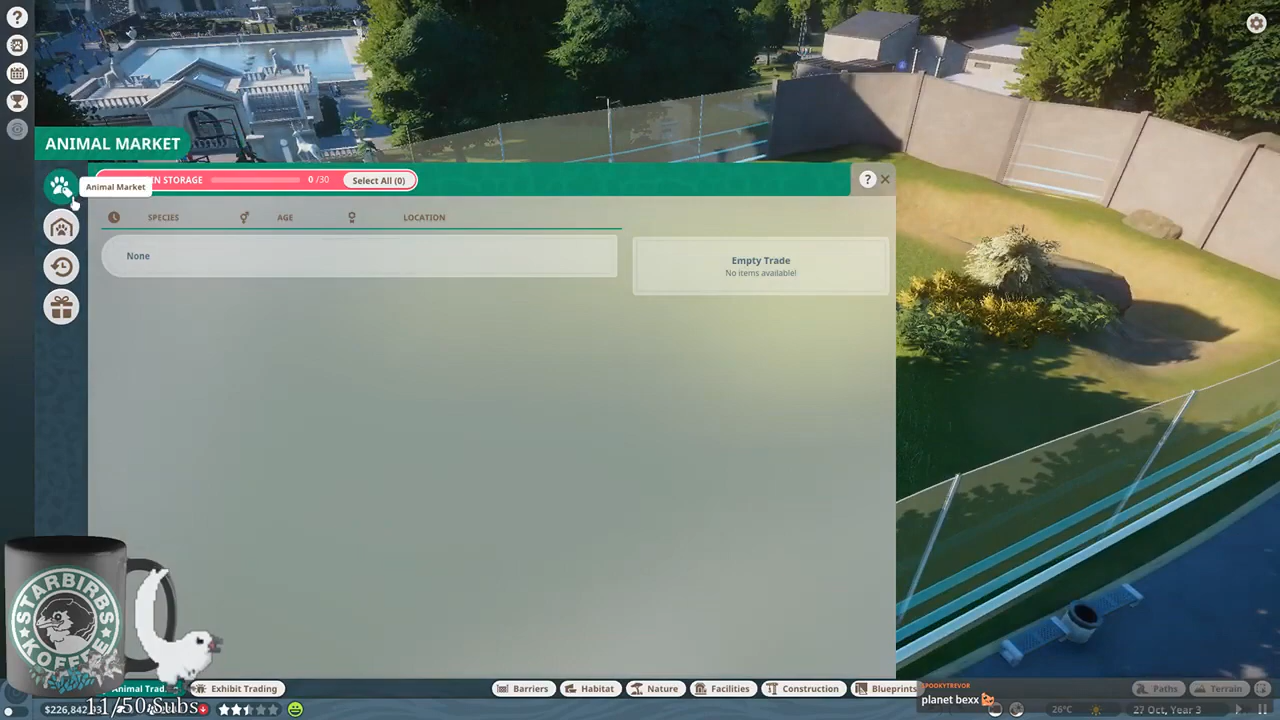 ANIMAL MARKET
Animal Market
IN STORAGE 0 /30 Select All (0)
?
SPECIES AGE LOCATION
None
Empty Trade
No items available!
STARBIRBS
KOFFEE
Exhibit Trading
Barriers Habitat Nature Facilities Construction Blueprints
Paths Terrain
SPOOKYTREVOR
planet bexx
11/50 Subs
26°C 27 Oct, Year 3